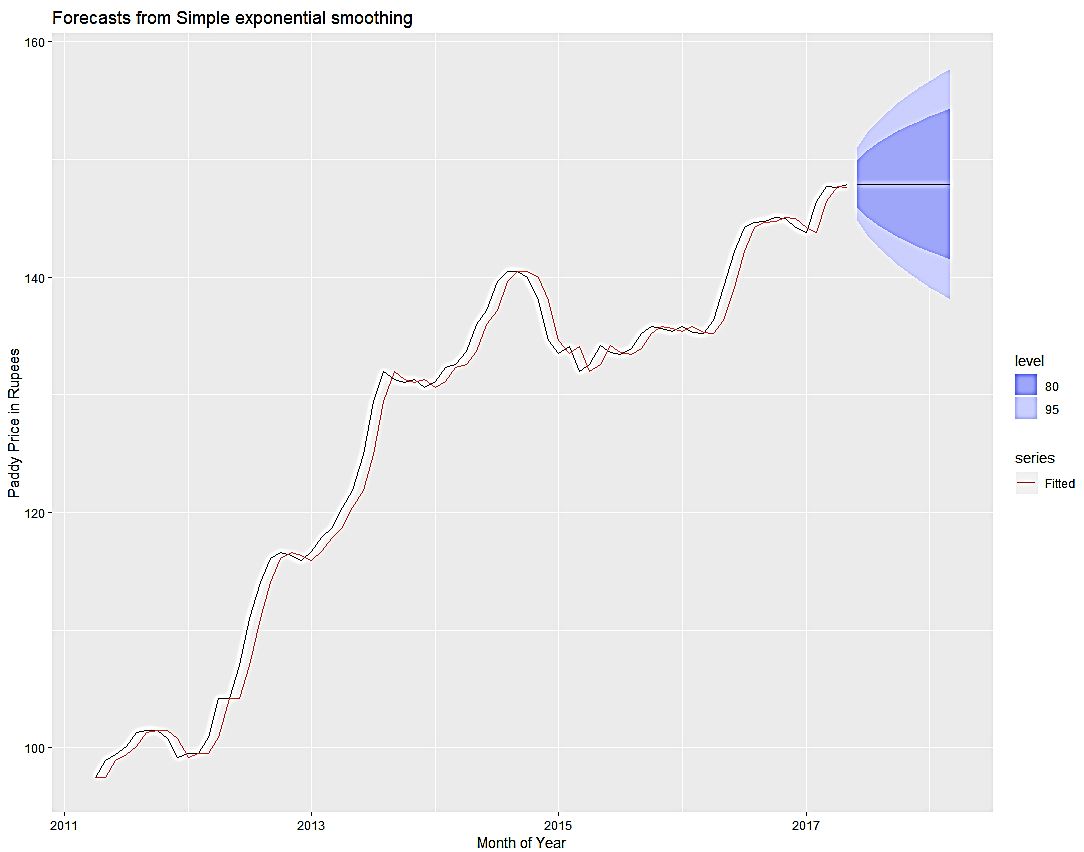 Forecasts from Simple exponential smoothing
160
140
120
100
Paddy Price in Rupees
2011
2013
2015
2017
Month of Year
level
80
95
series
Fitted